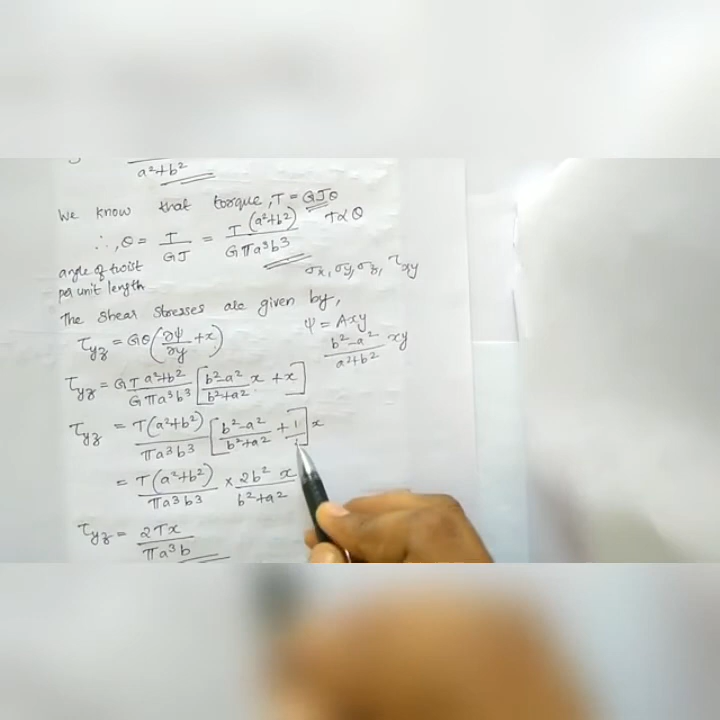 a²+b²
We know that torque, T = GJθ
∴, θ = T/GJ = T(a²+b²)/Gπa³b³ T∝θ
angle of twist per unit length
σx, σy, σz, τxy
The shear stresses are given by,
τyz = Gθ(∂Ψ/∂y + x) Ψ = Axy
b²-a²/a²+b² xy
τyz = GT a²+b²/Gπa³b³ [b²-a²/b²+a² x + x]
τyz = T(a²+b²)/πa³b³ [b²-a²/b²+a² + 1/1] x
= T(a²+b²)/πa³b³ × 2b² x/b²+a²
τyz = 2Tx/πa³b